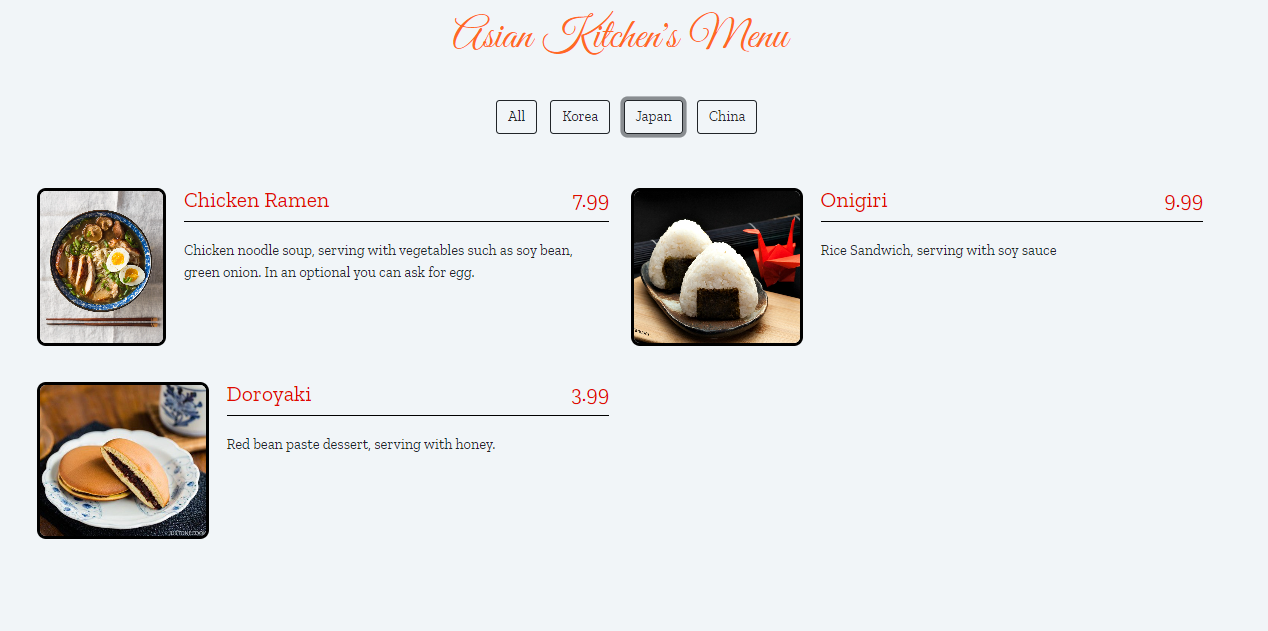 Asian Kitchen's Menu
All Korea Japan China
Chicken Ramen 7.99
Chicken noodle soup, serving with vegetables such as soy bean,
green onion. In an optional you can ask for egg.
Onigiri 9.99
Rice Sandwich, serving with soy sauce
Doroyaki 3.99
Red bean paste dessert, serving with honey.